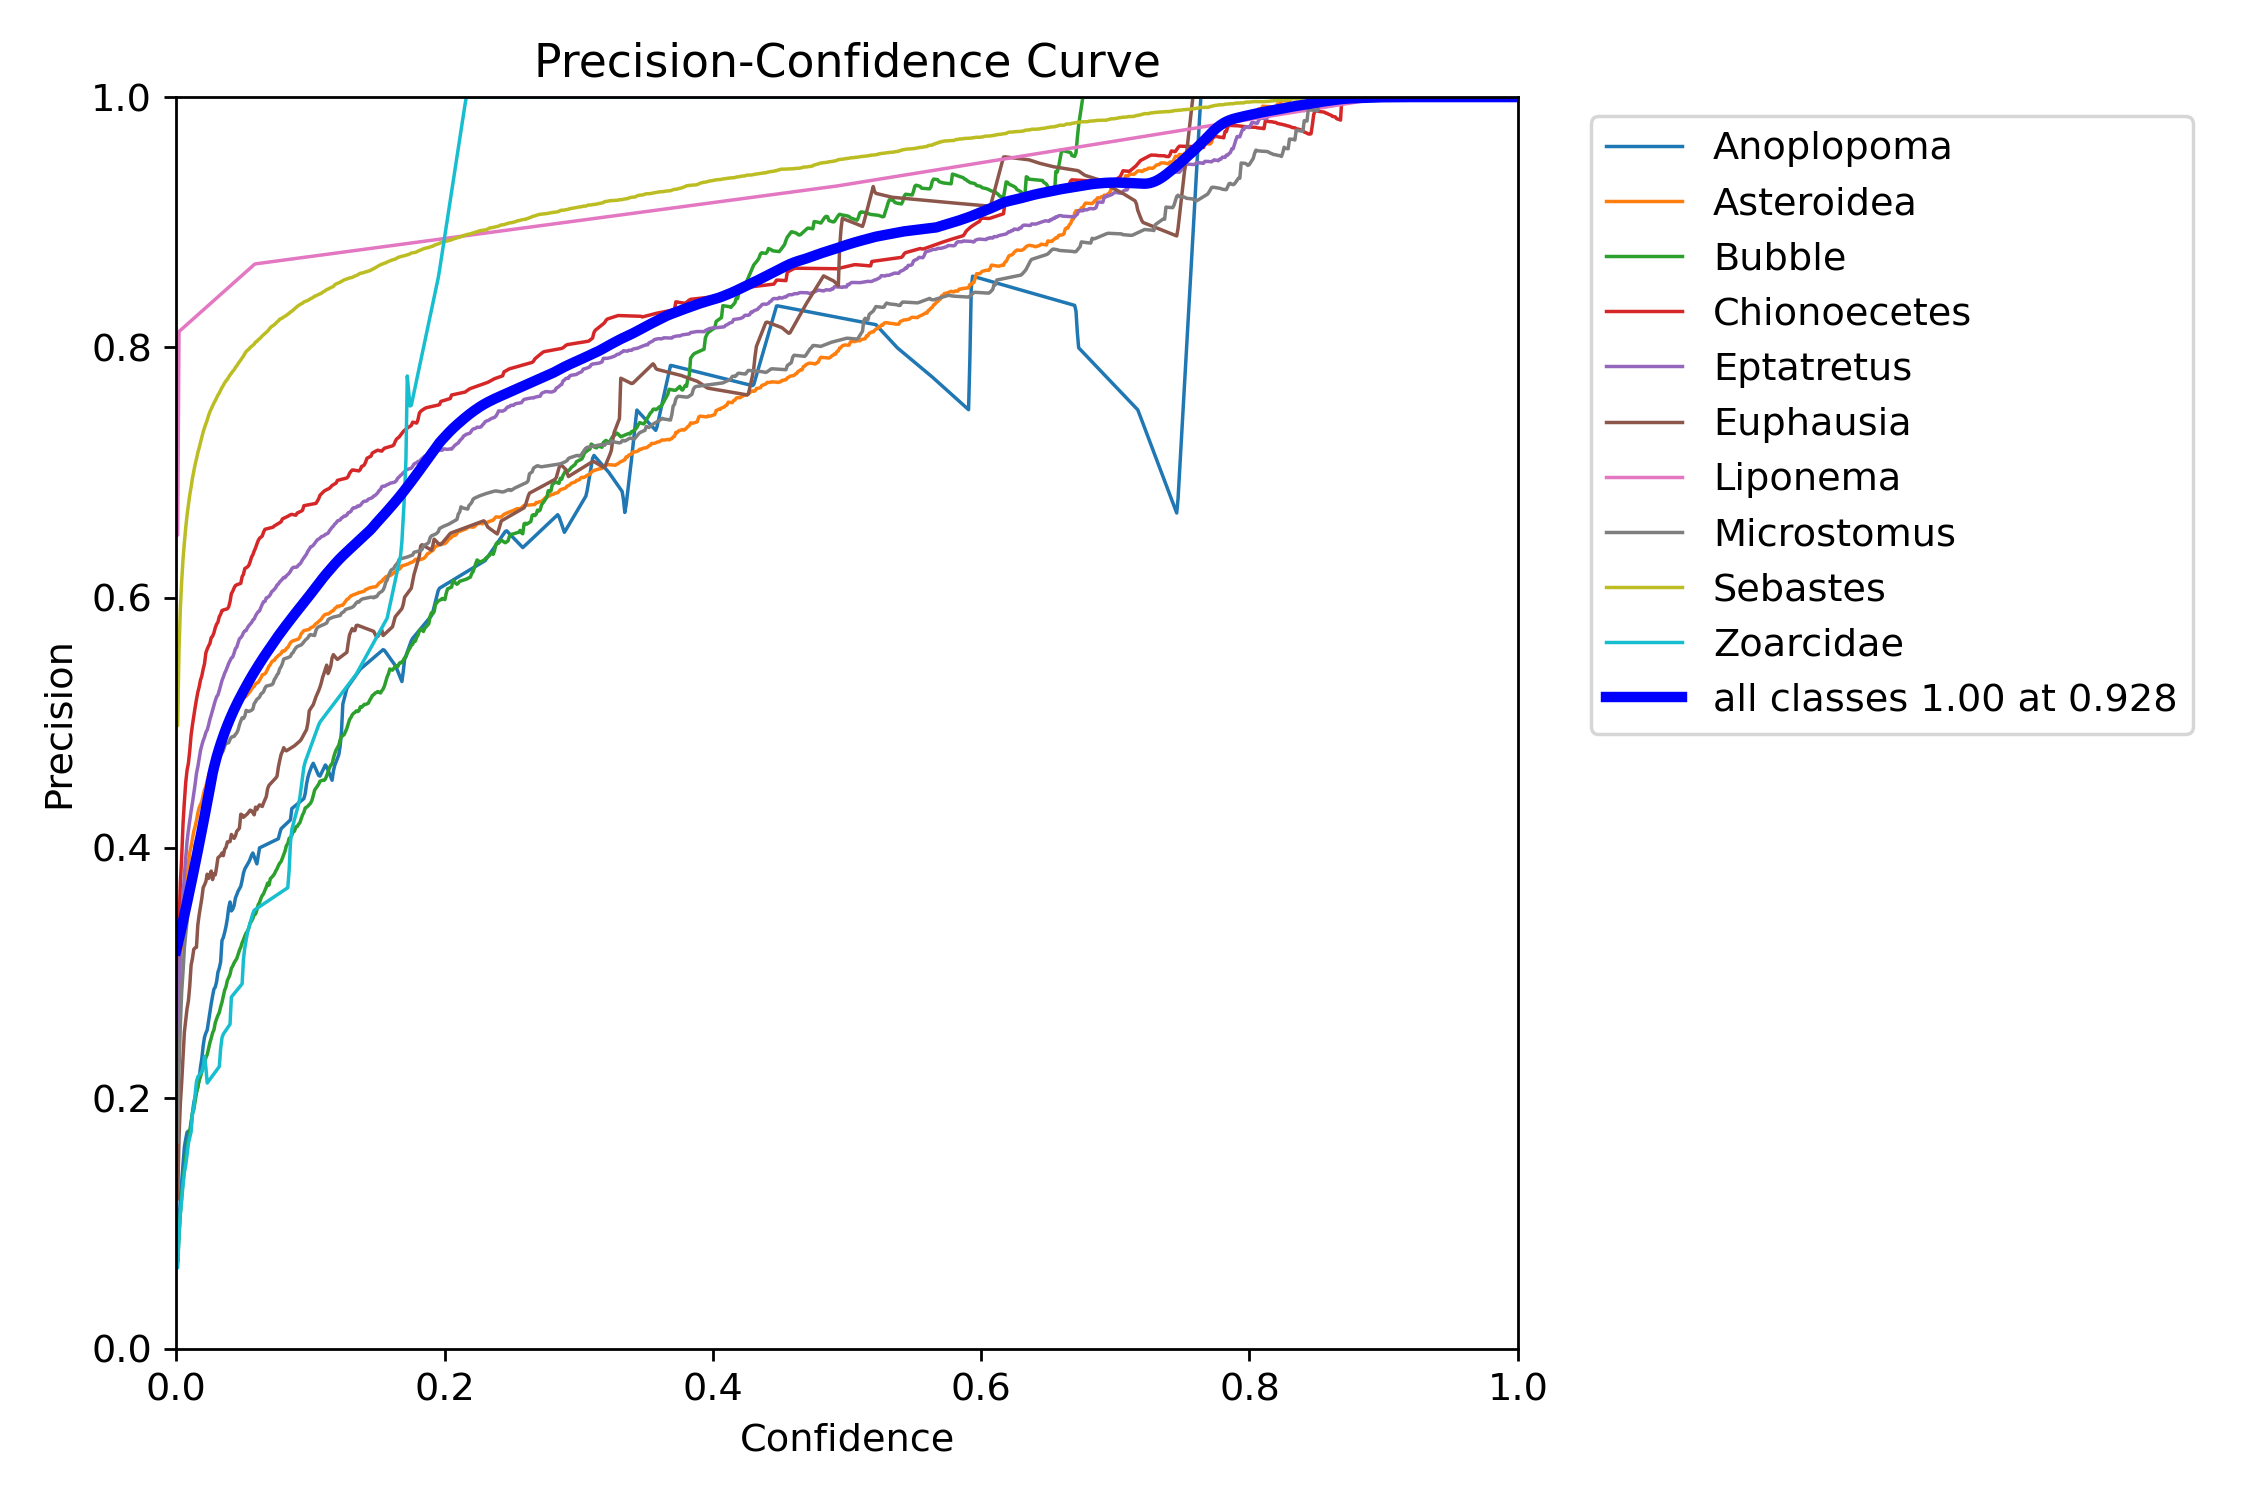 Precision-Confidence Curve
1.0
0.8
0.6
0.4
0.2
0.0
Precision
0.0 0.2 0.4 0.6 0.8 1.0
Confidence
Anoplopoma
Asteroidea
Bubble
Chionoecetes
Eptatretus
Euphausia
Liponema
Microstomus
Sebastes
Zoarcidae
all classes 1.00 at 0.928